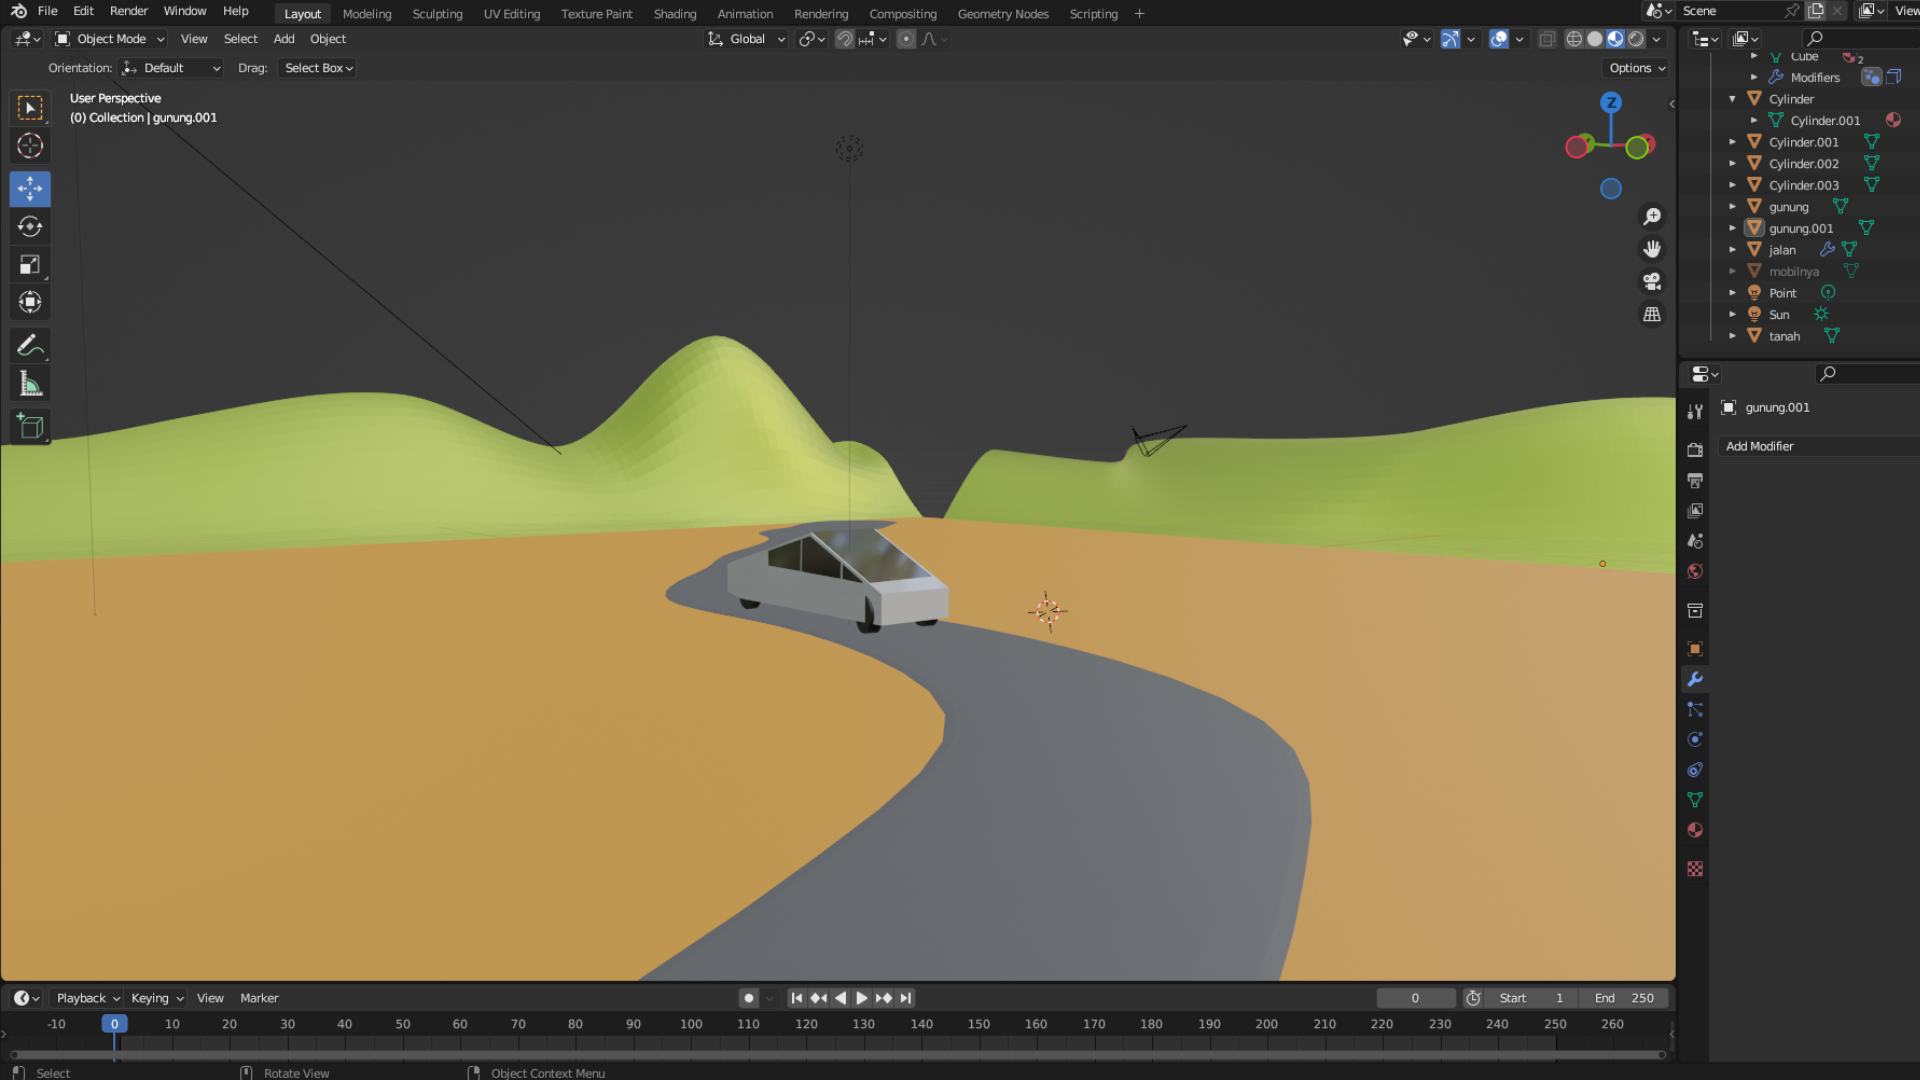 File Edit Render Window Help
Layout Modeling Sculpting UV Editing Texture Paint Shading Animation Rendering Compositing Geometry Nodes Scripting +
Scene
View
Object Mode View Select Add Object
Global
Orientation: Default Drag: Select Box
Options
User Perspective
(0) Collection | gunung.001
Z
Cube
2
Modifiers
Cylinder
Cylinder.001
Cylinder.001
Cylinder.002
Cylinder.003
gunung
gunung.001
jalan
mobilnya
Point
Sun
tanah
gunung.001
Add Modifier
Playback Keying View Marker
0 Start 1 End 250
-10 0 10 20 30 40 50 60 70 80 90 100 110 120 130 140 150 160 170 180 190 200 210 220 230 240 250 260
Select Rotate View Object Context Menu